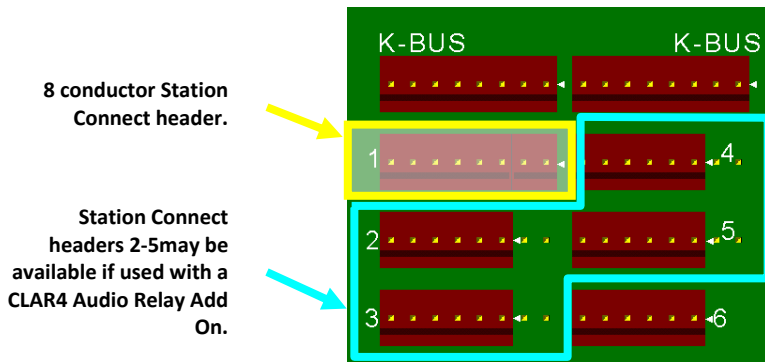 K-BUS K-BUS
8 conductor Station
Connect header.
1 4
Station Connect
headers 2-5may be
available if used with a
CLAR4 Audio Relay Add
On.
2 5
3 6